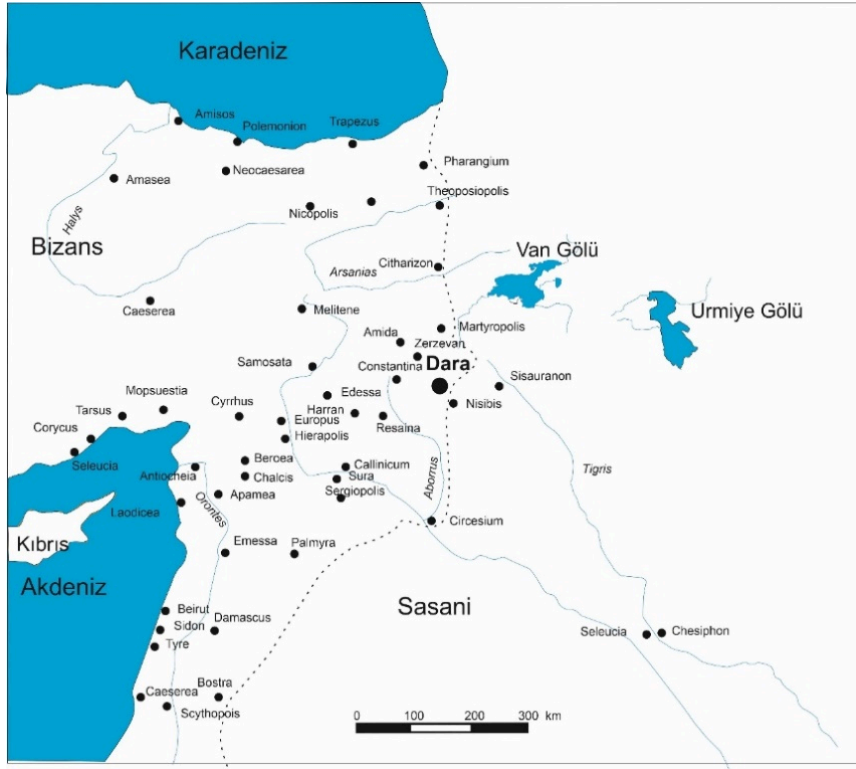 Karadeniz
Amisos
Polemonion
Trapezus
Pharangium
Neocaesarea
Amasea
Theoposiopolis
Nicopolis
Halys
Bizans
Van Gölü
Citharizon
Arsanias
Urmiye Gölü
Caeserea
Melitene
Martyropolis
Amida
Zerzevan
Samosata
Constantina
Dara
Sisauranon
Mopsuestia
Edessa
Tarsus
Cyrrhus
Harran
Nisibis
Europus
Resaina
Corycus
Hierapolis
Seleucia
Bercea
Callinicum
Antiocheia
Chalcis
Sura
Aborrus
Tigris
Sergiopolis
Apamea
Orontes
Laodicea
Circesium
Kıbrıs
Emessa
Palmyra
Akdeniz
Sasani
Beirut
Damascus
Sidon
Seleucia
Chesiphon
Tyre
Bostra
Caeserea
Scythopois
0 100 200 300 km